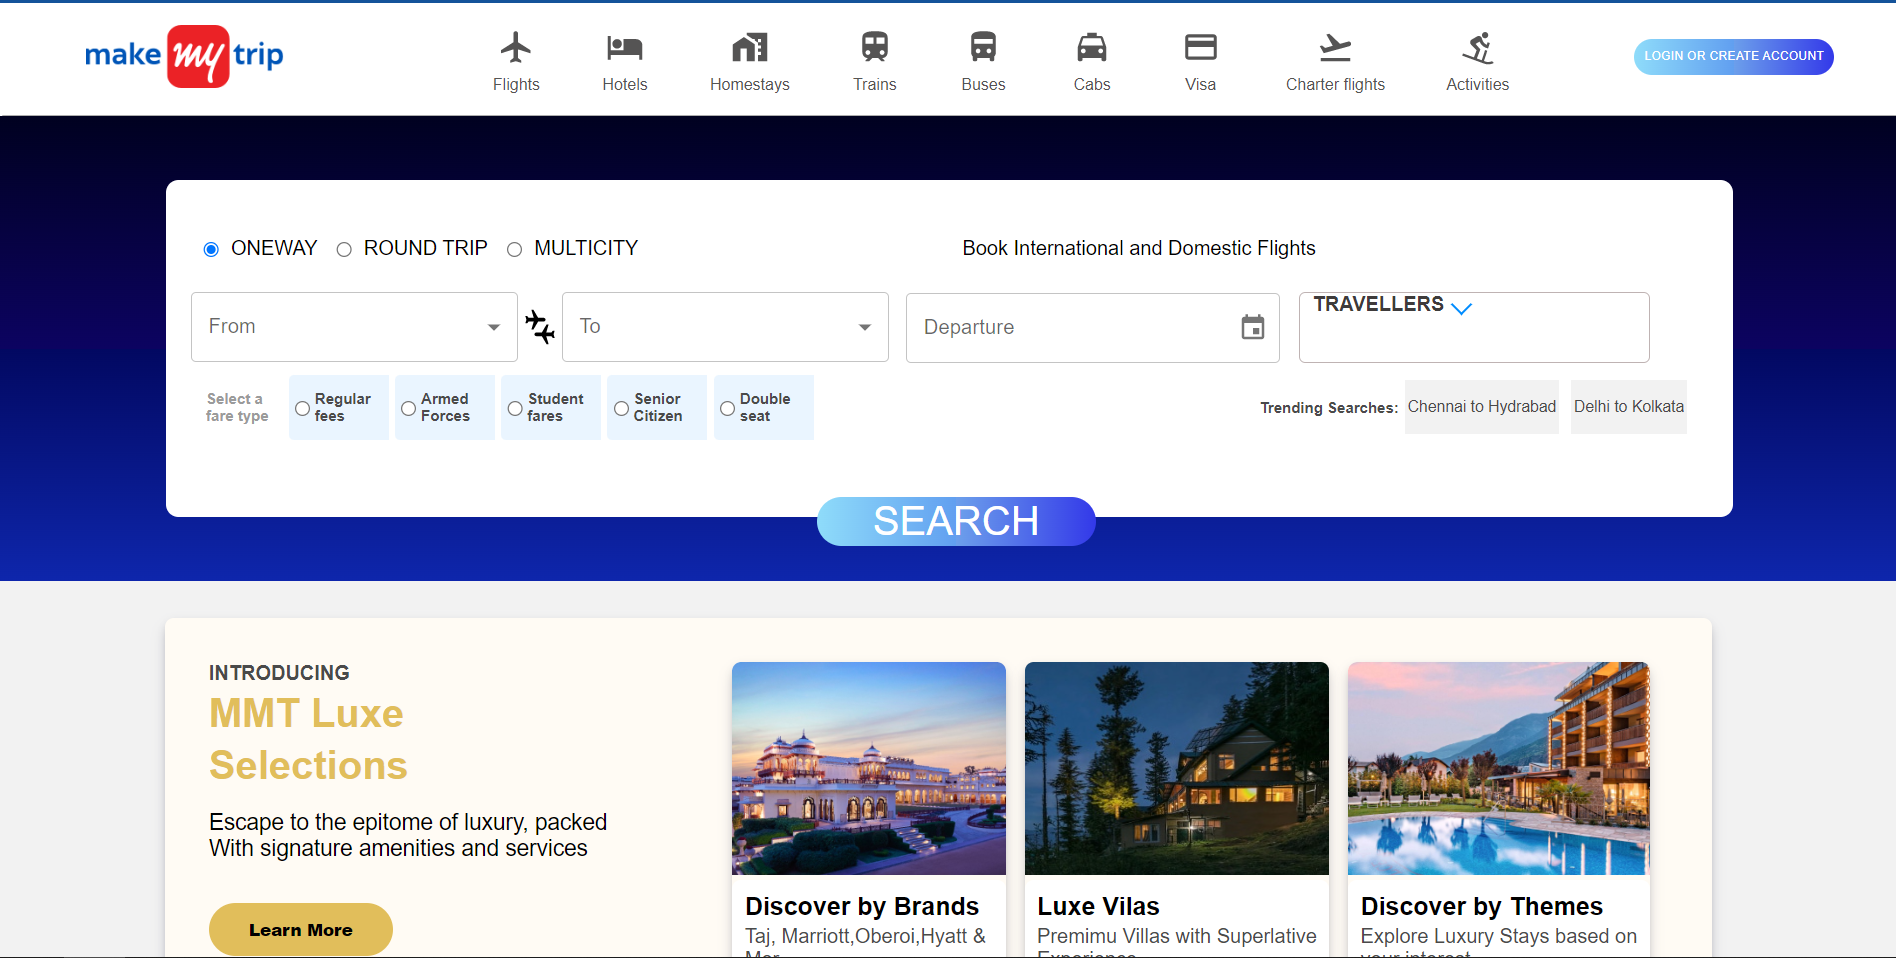 make my trip
Flights
Hotels
Homestays
Trains
Buses
Cabs
Visa
Charter flights
Activities
LOGIN OR CREATE ACCOUNT
ONEWAY
ROUND TRIP
MULTICITY
Book International and Domestic Flights
From
To
Departure
TRAVELLERS
Select a
fare type
Regular
fees
Armed
Forces
Student
fares
Senior
Citizen
Double
seat
Trending Searches:
Chennai to Hydrabad
Delhi to Kolkata
SEARCH
INTRODUCING
MMT Luxe
Selections
Escape to the epitome of luxury, packed
With signature amenities and services
Learn More
Discover by Brands
Taj, Marriott,Oberoi,Hyatt &
Luxe Vilas
Premimu Villas with Superlative
Experience
Discover by Themes
Explore Luxury Stays based on
your interest